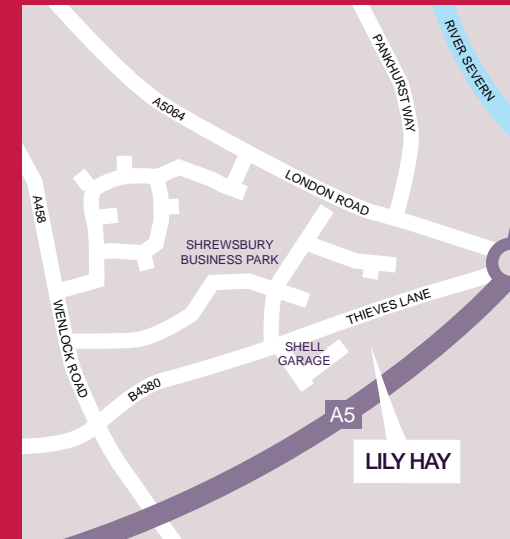 RIVER SEVERN
PANKHURST WAY
A5064
LONDON ROAD
A458
SHREWSBURY
BUSINESS PARK
THIEVES LANE
WENLOCK ROAD
SHELL
GARAGE
B4380
A5
LILY HAY